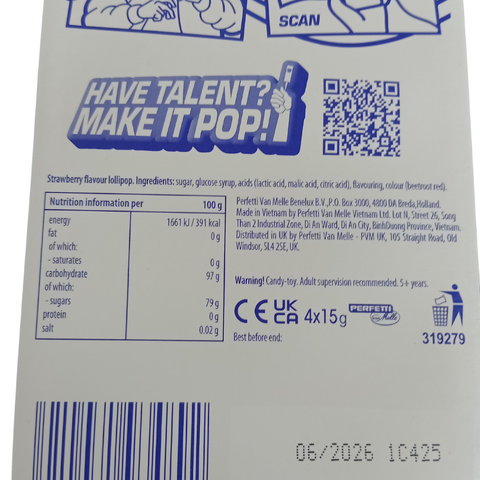 SCAN
HAVE TALENT?
MAKE IT POP!
Strawberry flavour lollipop. Ingredients: sugar, glucose syrup, acids (lactic acid, malic acid, citric acid), flavouring, colour (beetroot red).
Nutrition information per 100 g
energy 1661 kJ / 391 kcal
fat 0 g
of which:
- saturates 0 g
carbohydrate 97 g
of which:
- sugars 79 g
protein 0 g
salt 0.02 g
Perfetti Van Melle Benelux B.V., P.O. Box 3000, 4800 DA Breda, Holland.
Made in Vietnam by Perfetti Van Melle Vietnam Ltd. Lot N, Street 26, Song
Than 2 Industrial Zone, Di An Ward, Di An City, BinhDuong Province, Vietnam.
Distributed in UK by Perfetti Van Melle - PVM UK, 105 Straight Road, Old
Windsor, SL4 2SE, UK.
Warning! Candy-toy. Adult supervision recommended. 5+ years.
CE UK
CA 4x15g PERFETTI
van Melle
Best before end: 319279
06/2026 1C425